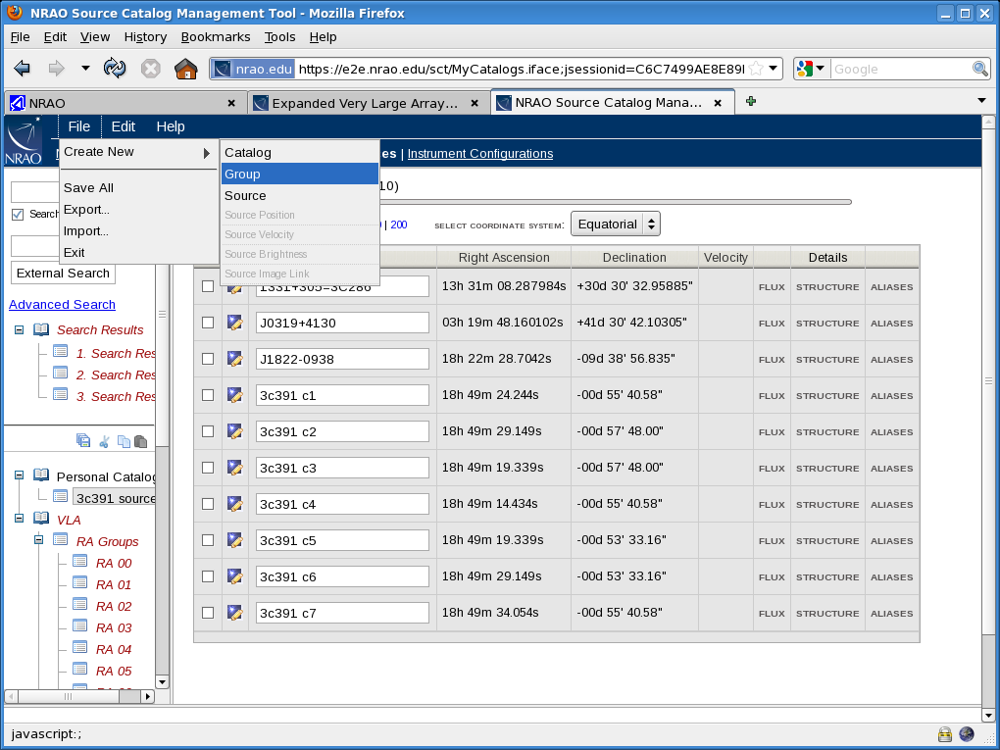 NRAO Source Catalog Management Tool - Mozilla Firefox
File Edit View History Bookmarks Tools Help
nrao.edu https://e2e.nrao.edu/sct/MyCatalogs.iface;jsessionid=C6C7499AE8E89 Google
NRAO Expanded Very Large Array... NRAO Source Catalog Mana...
File Edit Help
NRAO
Create New Catalog
es | Instrument Configurations
Group
10)
Save All Source
Export... Source Position
Search
| 200 SELECT COORDINATE SYSTEM: Equatorial
Import... Source Velocity
Exit Source Brightness
Right Ascension Declination Velocity Details
External Search
Source Image Link
1331+305=3C286 13h 31m 08.287984s +30d 30' 32.95885" FLUX STRUCTURE ALIASES
Advanced Search
J0319+4130 03h 19m 48.160102s +41d 30' 42.10305" FLUX STRUCTURE ALIASES
Search Results
1. Search Res
J1822-0938 18h 22m 28.7042s -09d 38' 56.835" FLUX STRUCTURE ALIASES
2. Search Res
3. Search Res
3c391 c1 18h 49m 24.244s -00d 55' 40.58" FLUX STRUCTURE ALIASES
3c391 c2 18h 49m 29.149s -00d 57' 48.00" FLUX STRUCTURE ALIASES
3c391 c3 18h 49m 19.339s -00d 57' 48.00" FLUX STRUCTURE ALIASES
Personal Catalog
3c391 source
3c391 c4 18h 49m 14.434s -00d 55' 40.58" FLUX STRUCTURE ALIASES
VLA
RA Groups
3c391 c5 18h 49m 19.339s -00d 53' 33.16" FLUX STRUCTURE ALIASES
RA 00
3c391 c6 18h 49m 29.149s -00d 53' 33.16" FLUX STRUCTURE ALIASES
RA 01
RA 02
3c391 c7 18h 49m 34.054s -00d 55' 40.58" FLUX STRUCTURE ALIASES
RA 03
RA 04
RA 05
javascript:;